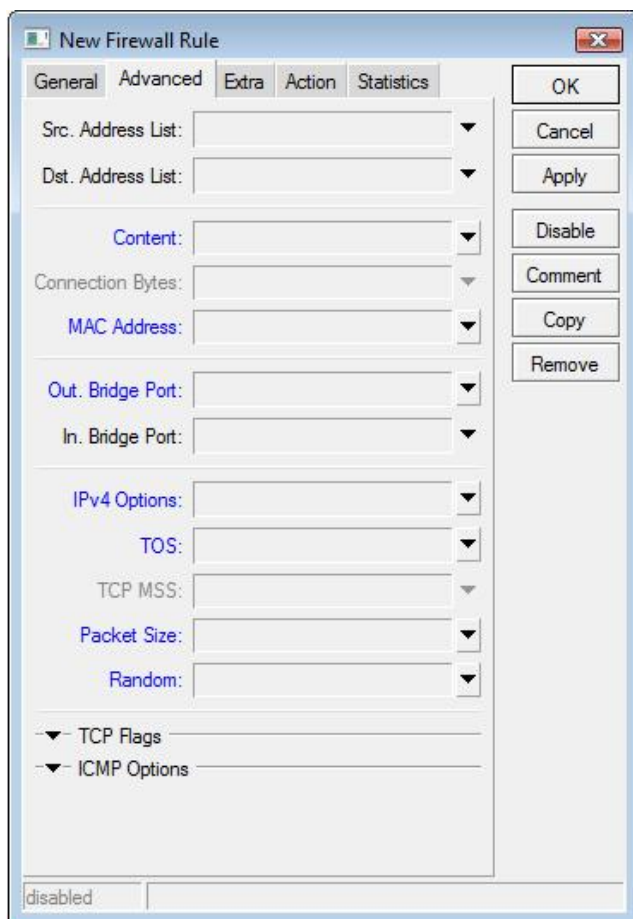 New Firewall Rule
General Advanced Extra Action Statistics
OK
Cancel
Apply
Disable
Comment
Copy
Remove
Src. Address List:
Dst. Address List:
Content:
Connection Bytes:
MAC Address:
Out. Bridge Port:
In. Bridge Port:
IPv4 Options:
TOS:
TCP MSS:
Packet Size:
Random:
TCP Flags
ICMP Options
disabled